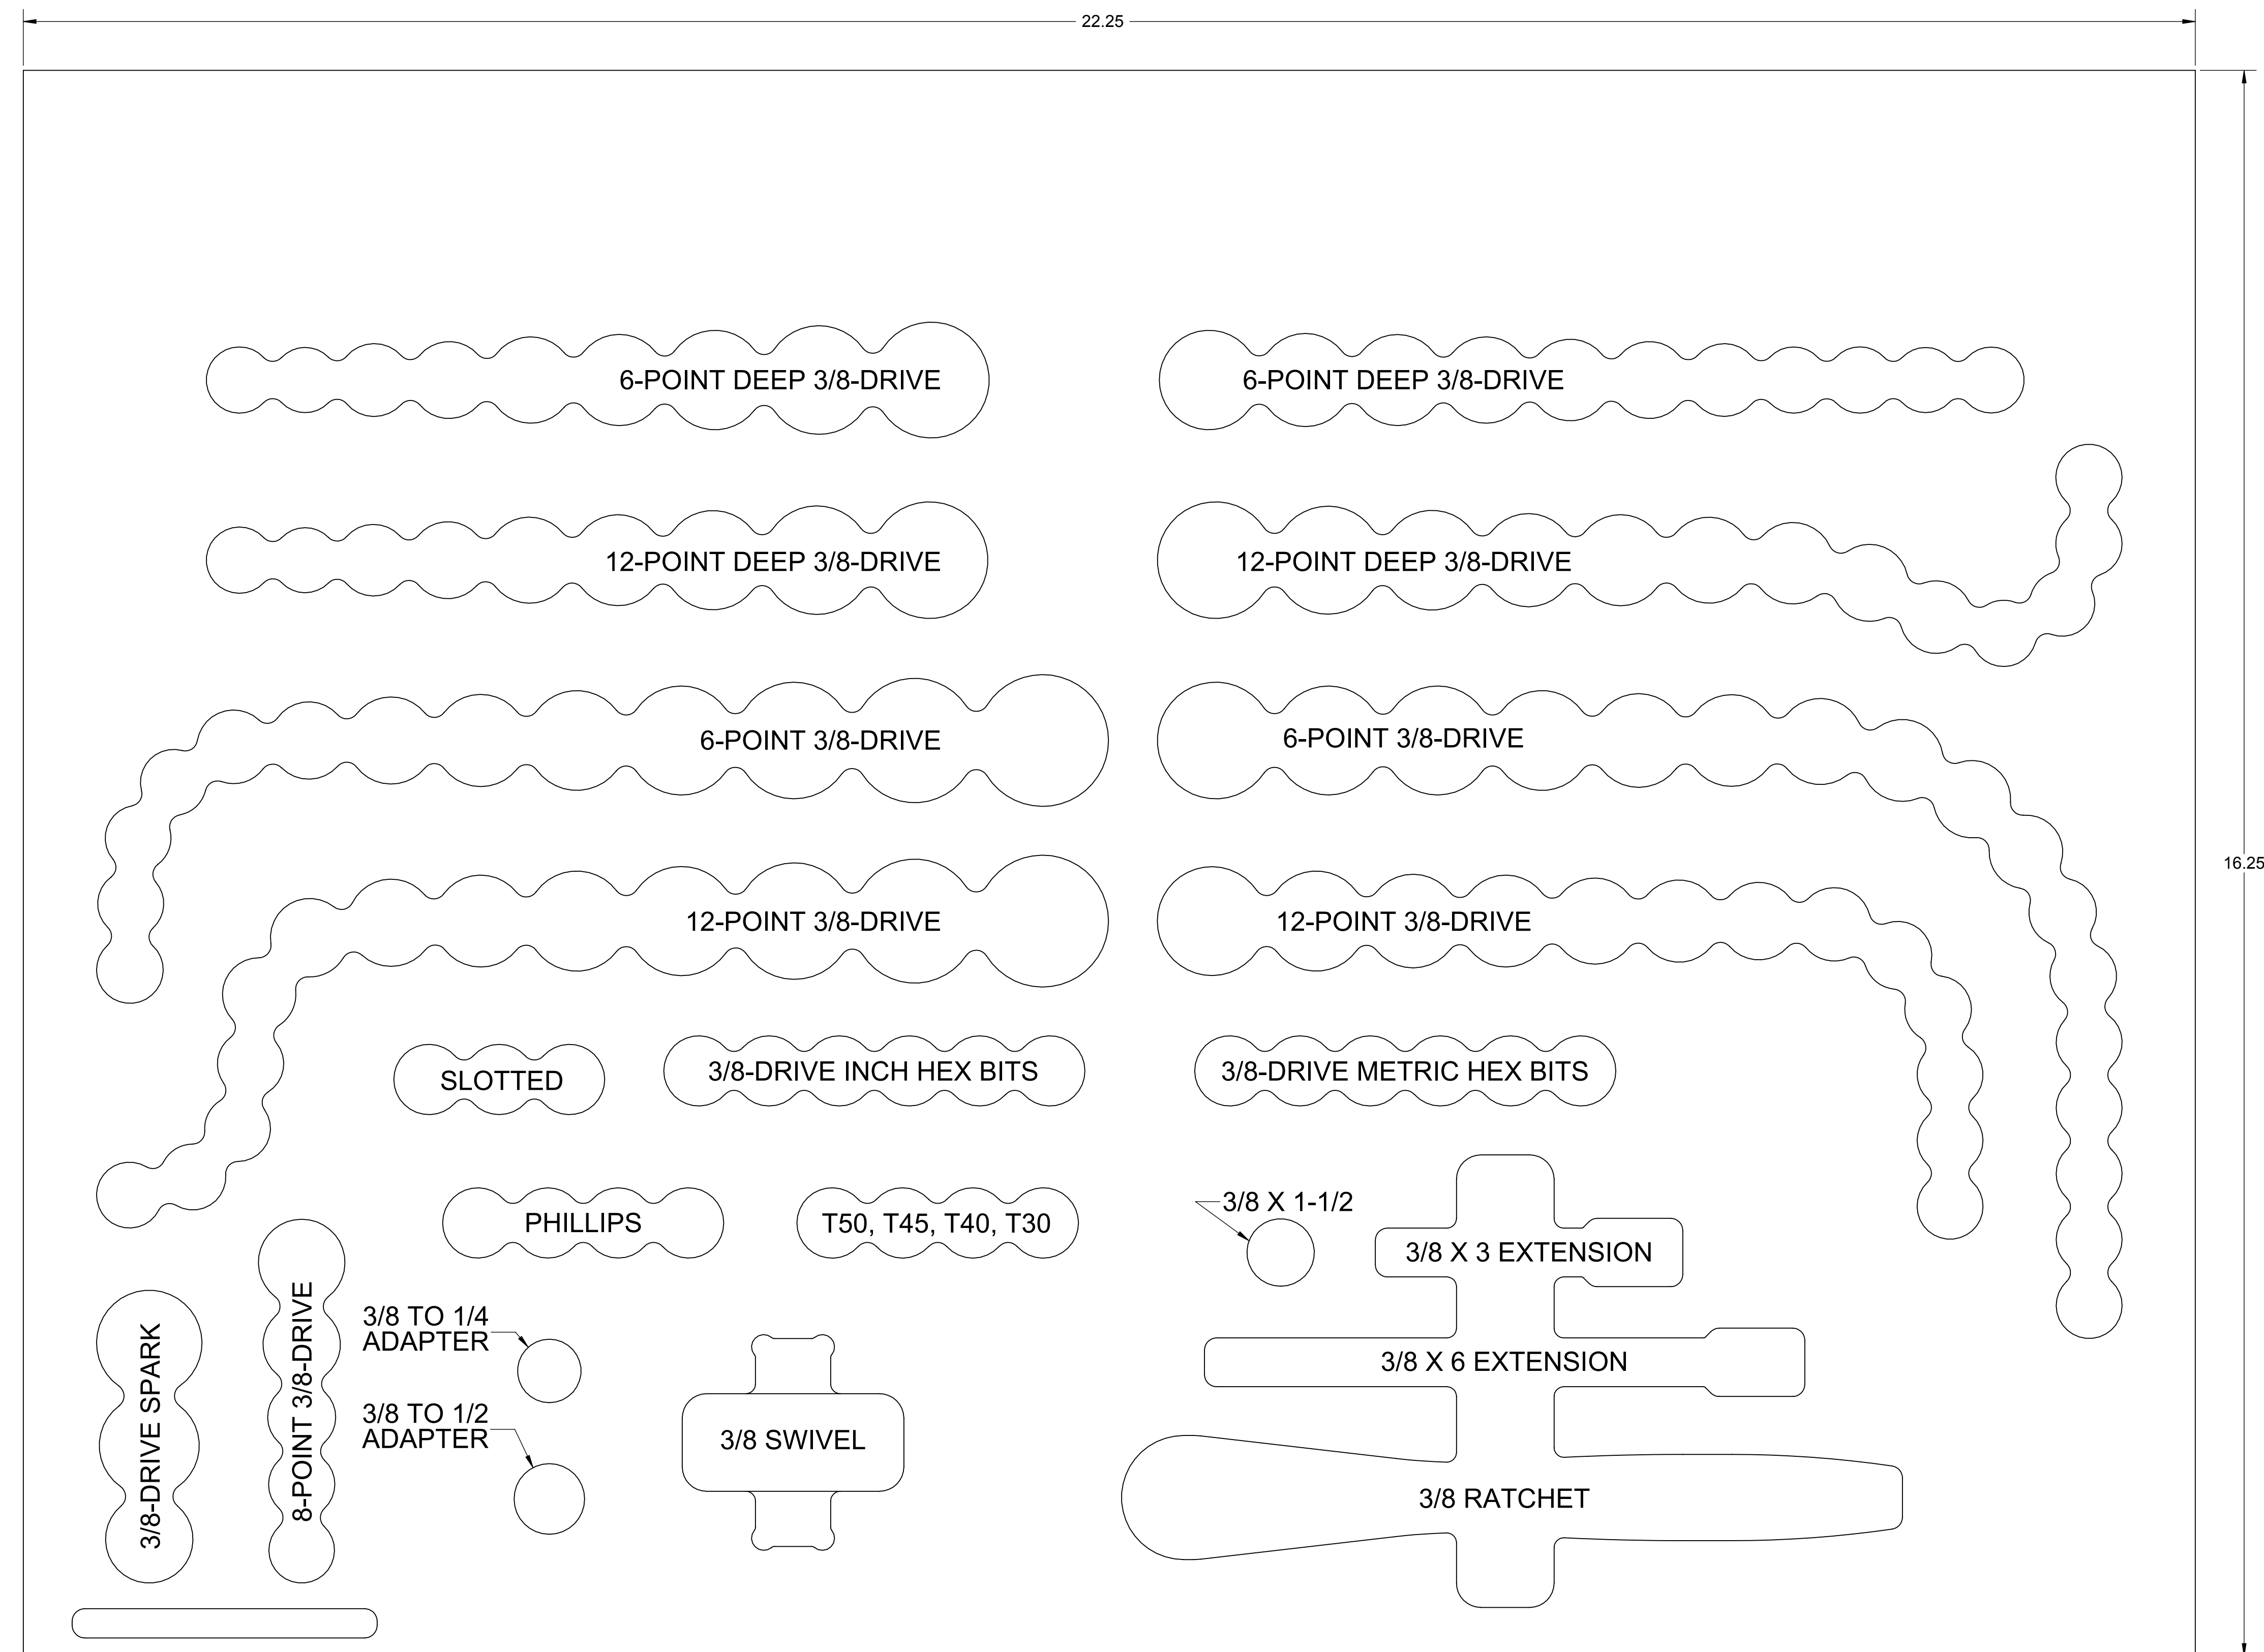 22.25
6-POINT DEEP 3/8-DRIVE
6-POINT DEEP 3/8-DRIVE
12-POINT DEEP 3/8-DRIVE
12-POINT DEEP 3/8-DRIVE
6-POINT 3/8-DRIVE
6-POINT 3/8-DRIVE
16.25
12-POINT 3/8-DRIVE
12-POINT 3/8-DRIVE
SLOTTED
3/8-DRIVE INCH HEX BITS
3/8-DRIVE METRIC HEX BITS
PHILLIPS
T50, T45, T40, T30
3/8 X 1-1/2
3/8 X 3 EXTENSION
3/8-DRIVE SPARK
8-POINT 3/8-DRIVE
3/8 TO 1/4
ADAPTER
3/8 X 6 EXTENSION
3/8 TO 1/2
ADAPTER
3/8 SWIVEL
3/8 RATCHET